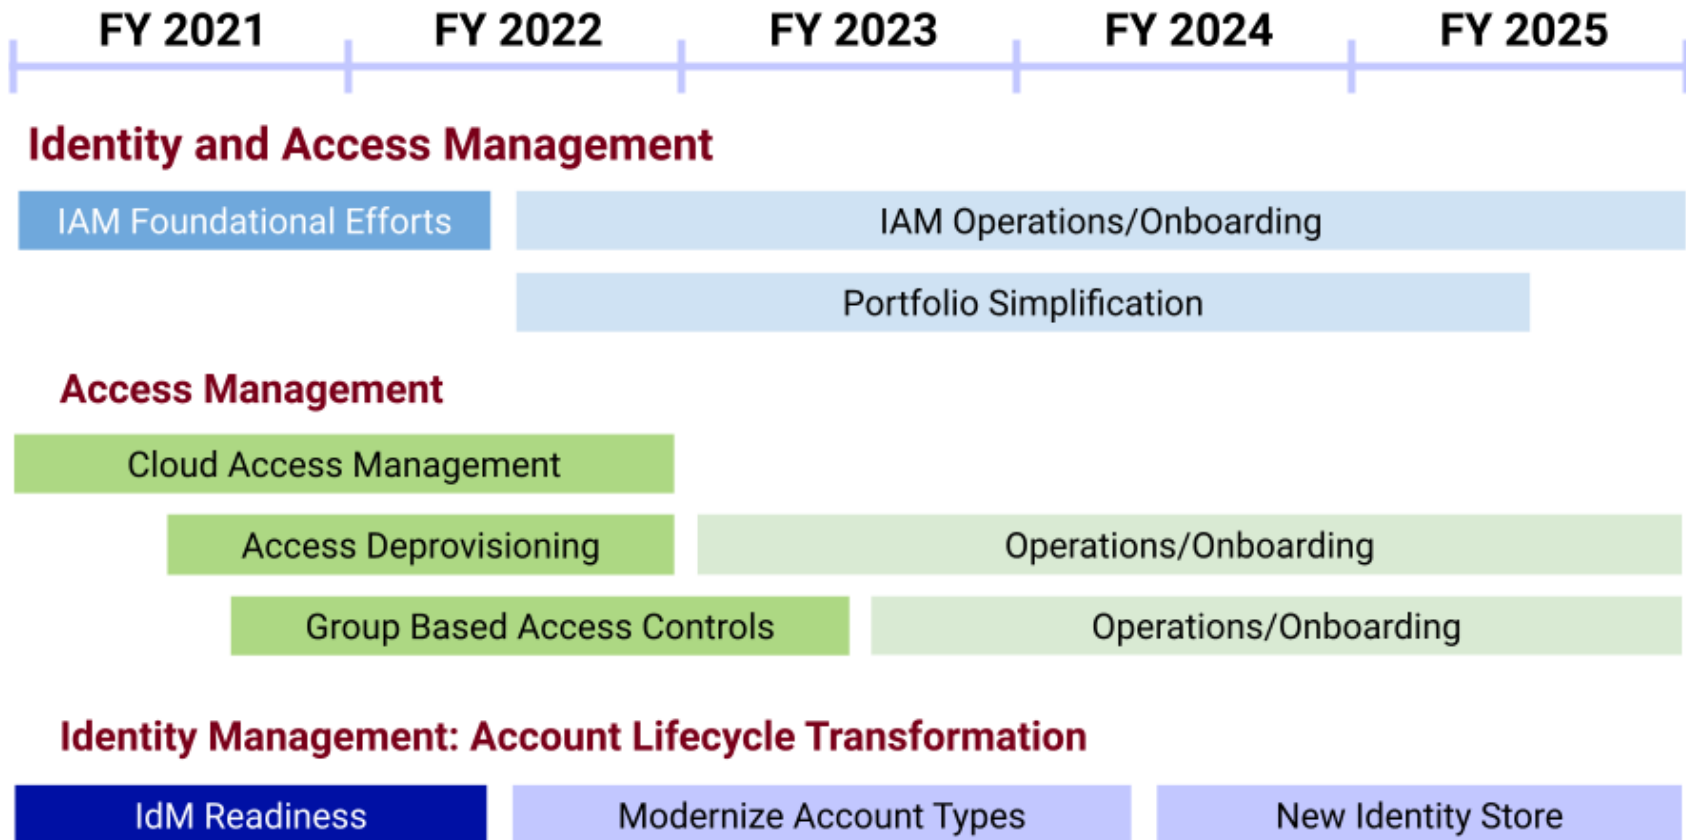 FY 2021 FY 2022 FY 2023 FY 2024 FY 2025
Identity and Access Management
IAM Foundational Efforts IAM Operations/Onboarding
Portfolio Simplification
Access Management
Cloud Access Management
Access Deprovisioning Operations/Onboarding
Group Based Access Controls Operations/Onboarding
Identity Management: Account Lifecycle Transformation
IdM Readiness Modernize Account Types New Identity Store